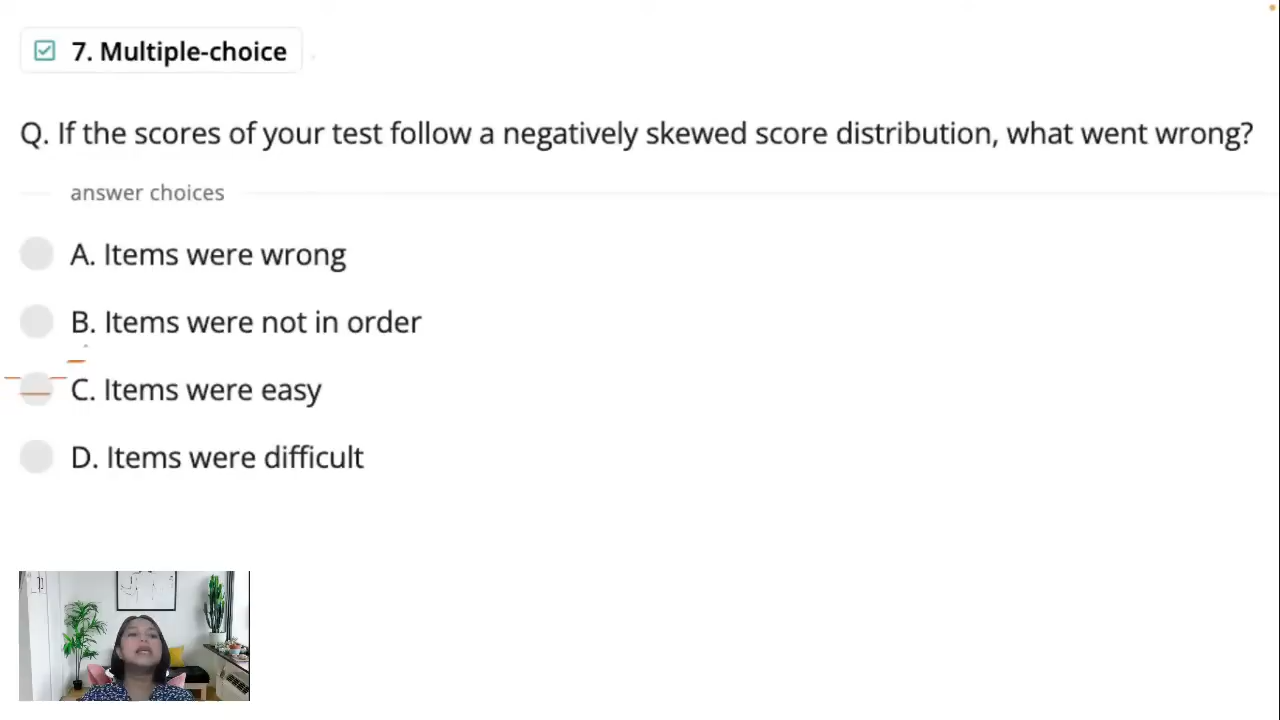 7. Multiple-choice
Q. If the scores of your test follow a negatively skewed score distribution, what went wrong?
answer choices
A. Items were wrong
B. Items were not in order
C. Items were easy
D. Items were difficult